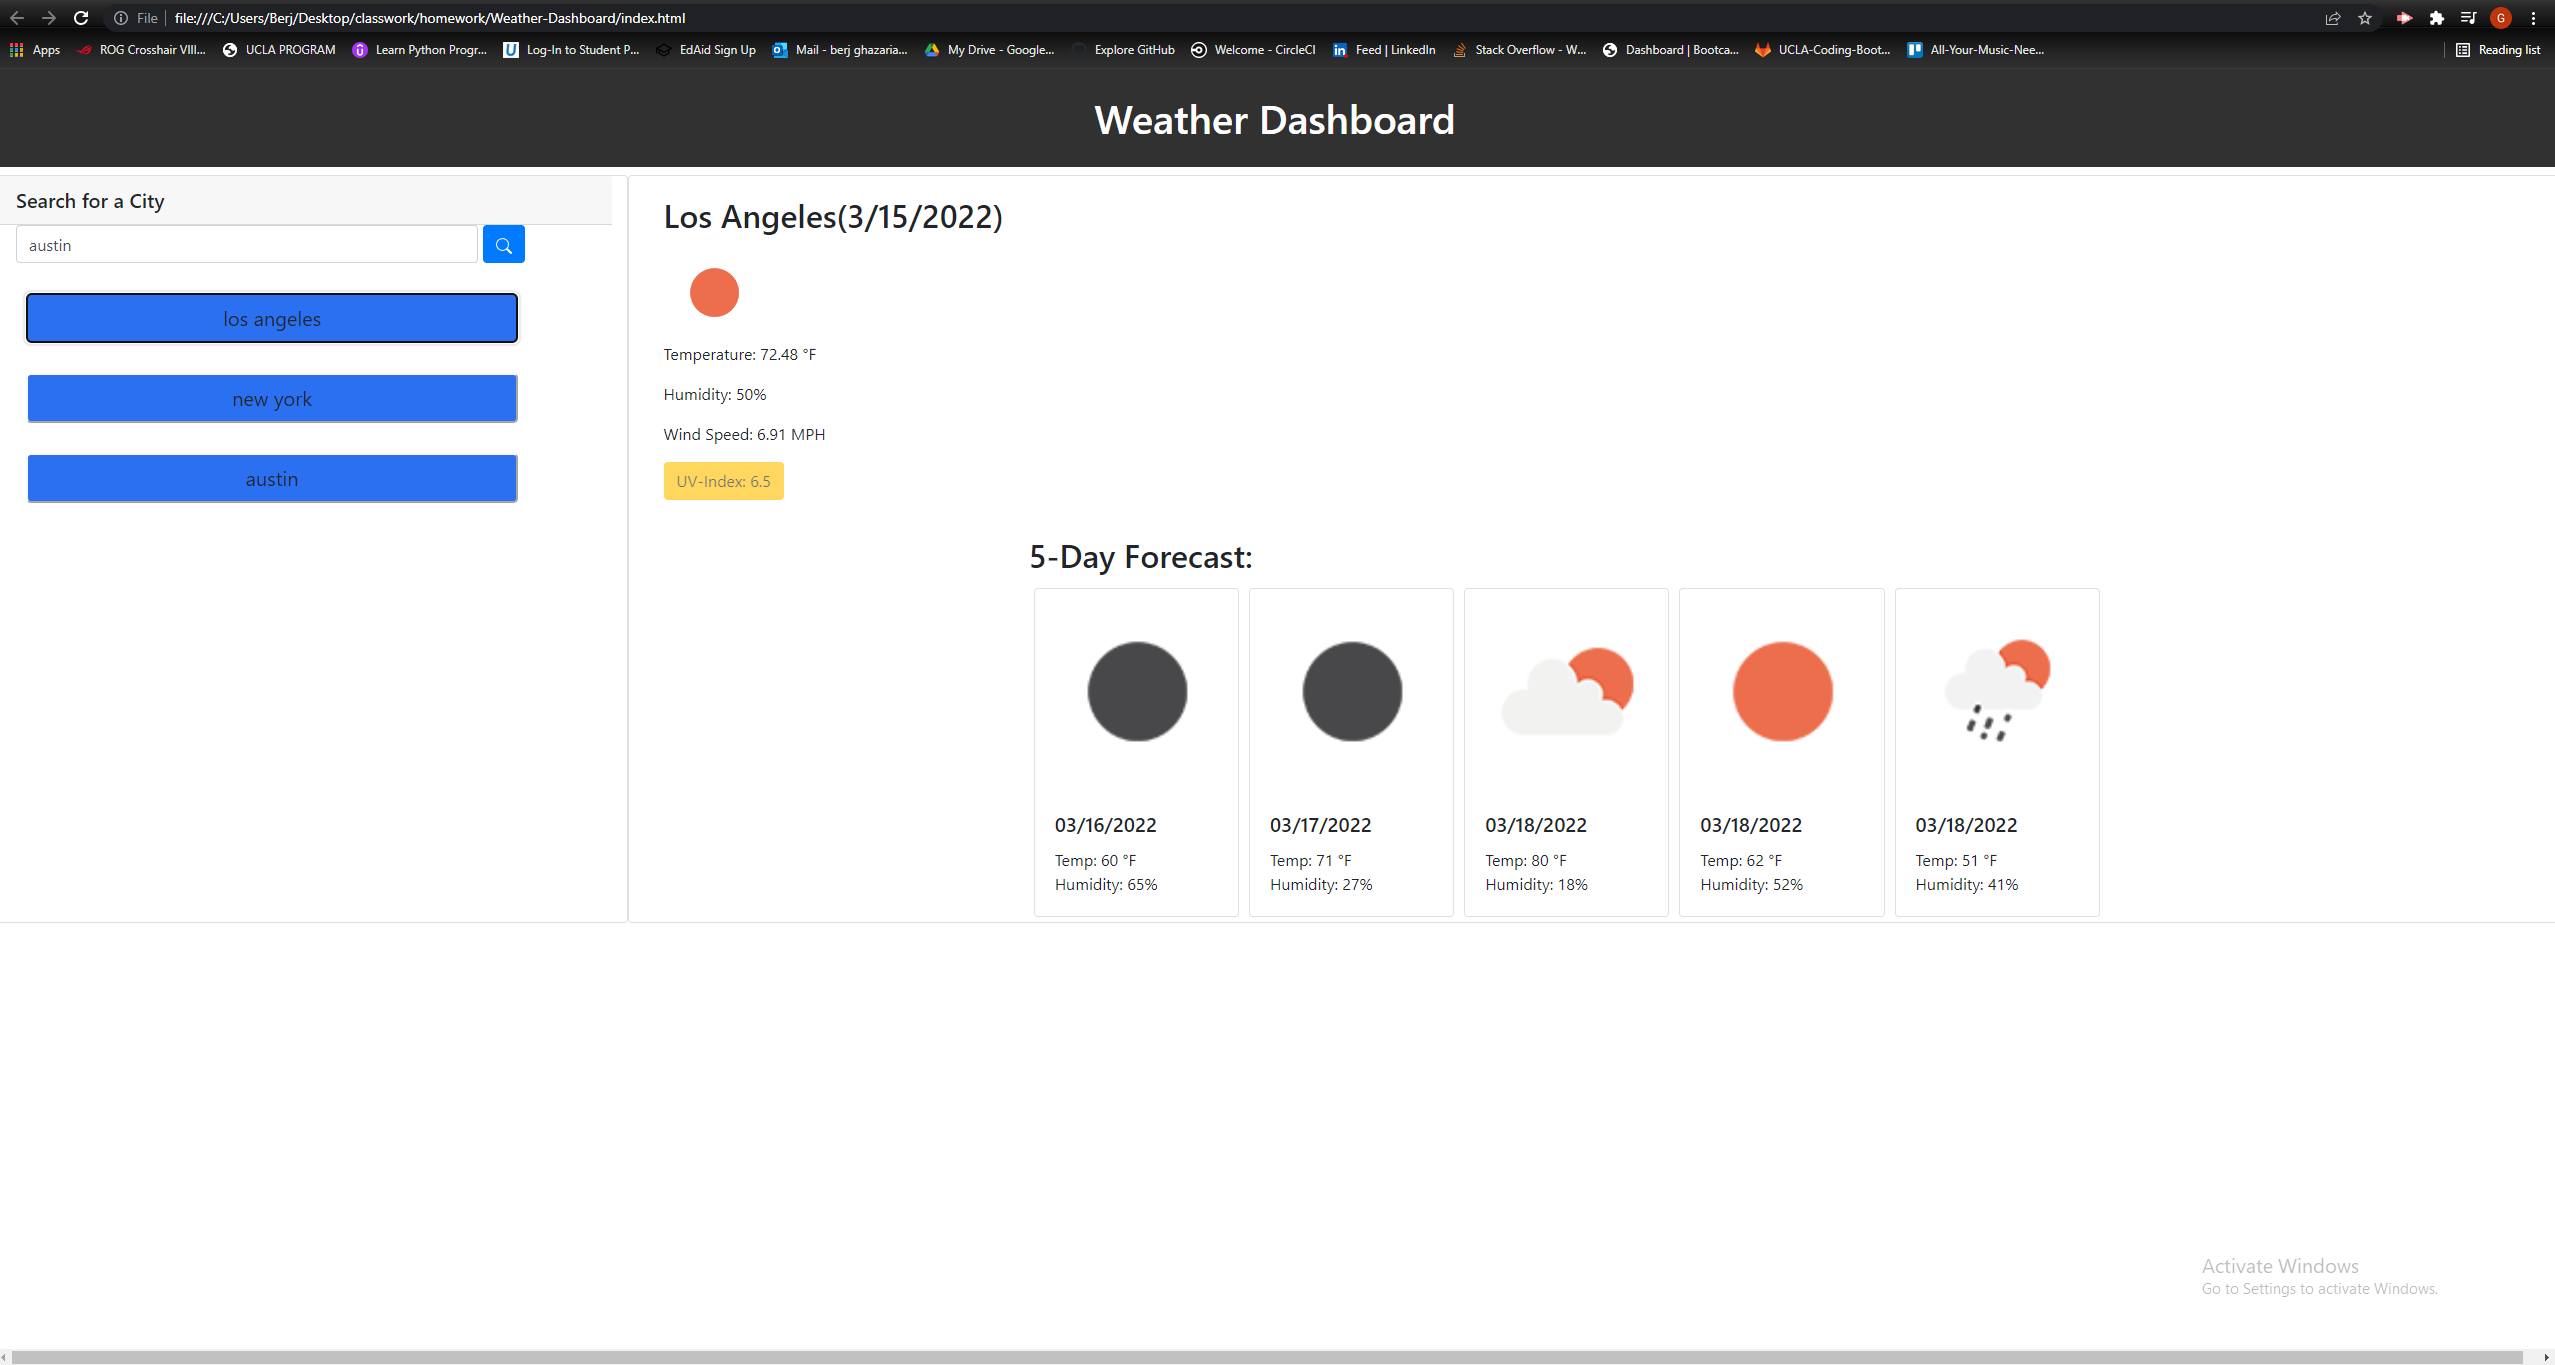 File
file:///C:/Users/Berj/Desktop/classwork/homework/Weather-Dashboard/index.html
G
Apps
ROG Crosshair VIII...
UCLA PROGRAM
Learn Python Progr...
Log-In to Student P...
EdAid Sign Up
Mail - berj ghazaria...
My Drive - Google...
Explore GitHub
Welcome - CircleCI
Feed | LinkedIn
Stack Overflow - W...
Dashboard | Bootca...
UCLA-Coding-Boot...
All-Your-Music-Nee...
Reading list
Weather Dashboard
Search for a City
austin
los angeles
new york
austin
Los Angeles(3/15/2022)
Temperature: 72.48 °F
Humidity: 50%
Wind Speed: 6.91 MPH
UV-Index: 6.5
5-Day Forecast:
03/16/2022
Temp: 60 °F
Humidity: 65%
03/17/2022
Temp: 71 °F
Humidity: 27%
03/18/2022
Temp: 80 °F
Humidity: 18%
03/18/2022
Temp: 62 °F
Humidity: 52%
03/18/2022
Temp: 51 °F
Humidity: 41%
Activate Windows
Go to Settings to activate Windows.